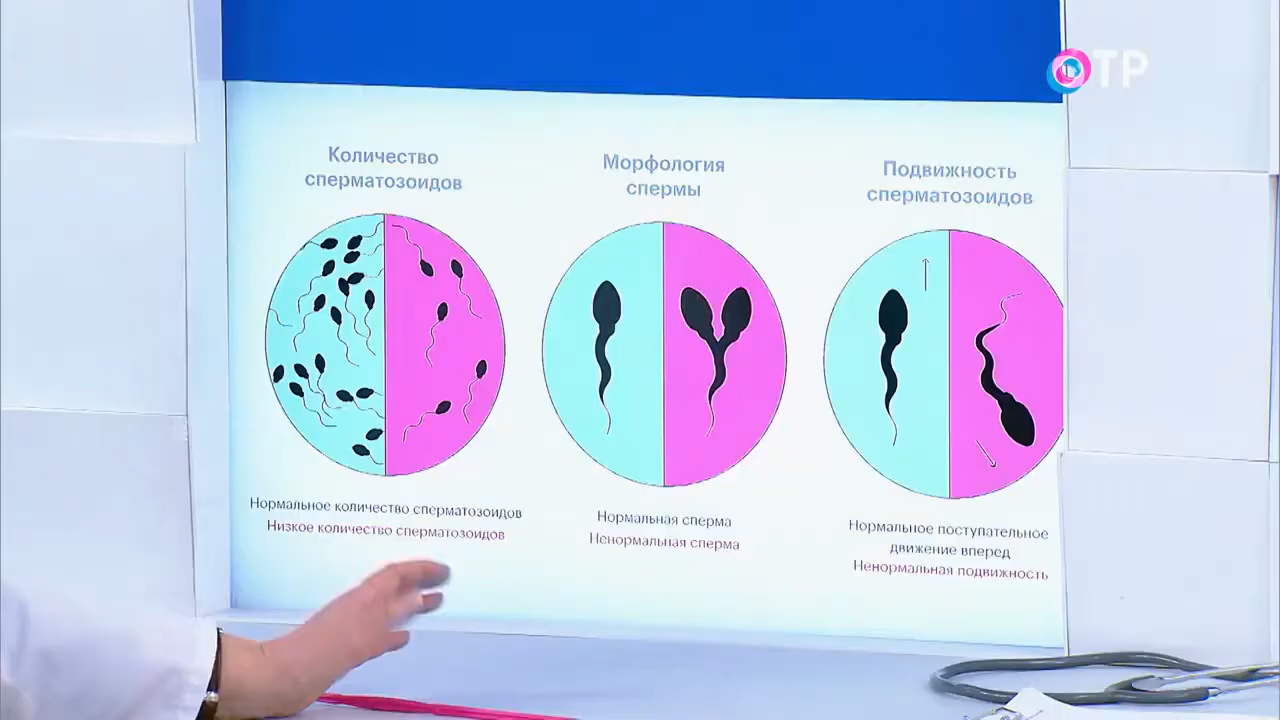 ОТР
Количество
сперматозоидов
Морфология
спермы
Подвижность
сперматозоидов
Нормальное количество сперматозоидов
Низкое количество сперматозоидов
Нормальная сперма
Ненормальная сперма
Нормальное поступательное
движение вперед
Ненормальная подвижность